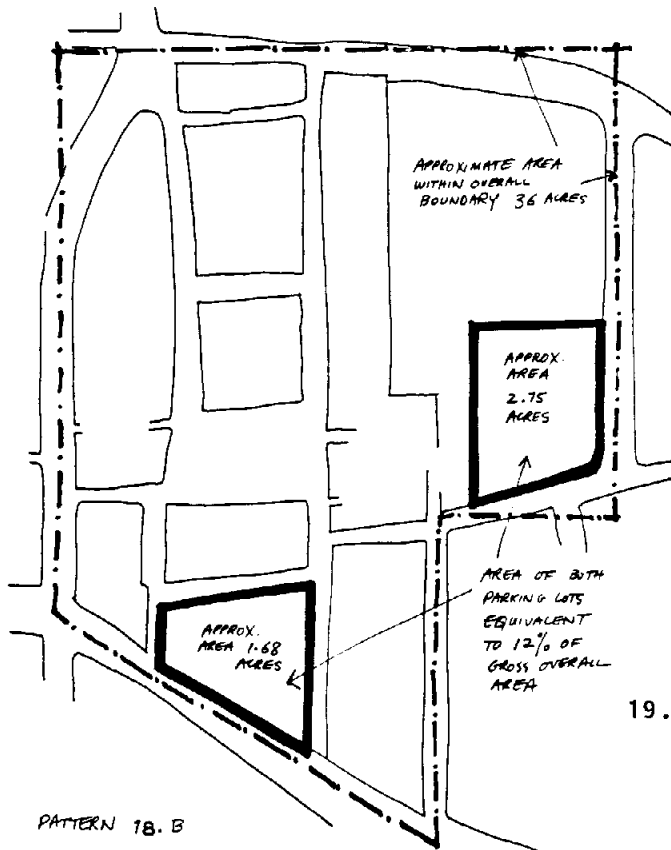 APPROXIMATE AREA
WITHIN OVERALL
BOUNDARY 36 ACRES
APPROX.
AREA
2.75
ACRES
AREA OF BOTH
PARKING LOTS
EQUIVALENT
TO 12% OF
GROSS OVERALL
AREA
APPROX.
AREA 1.68
ACRES
19.
PATTERN 18.B